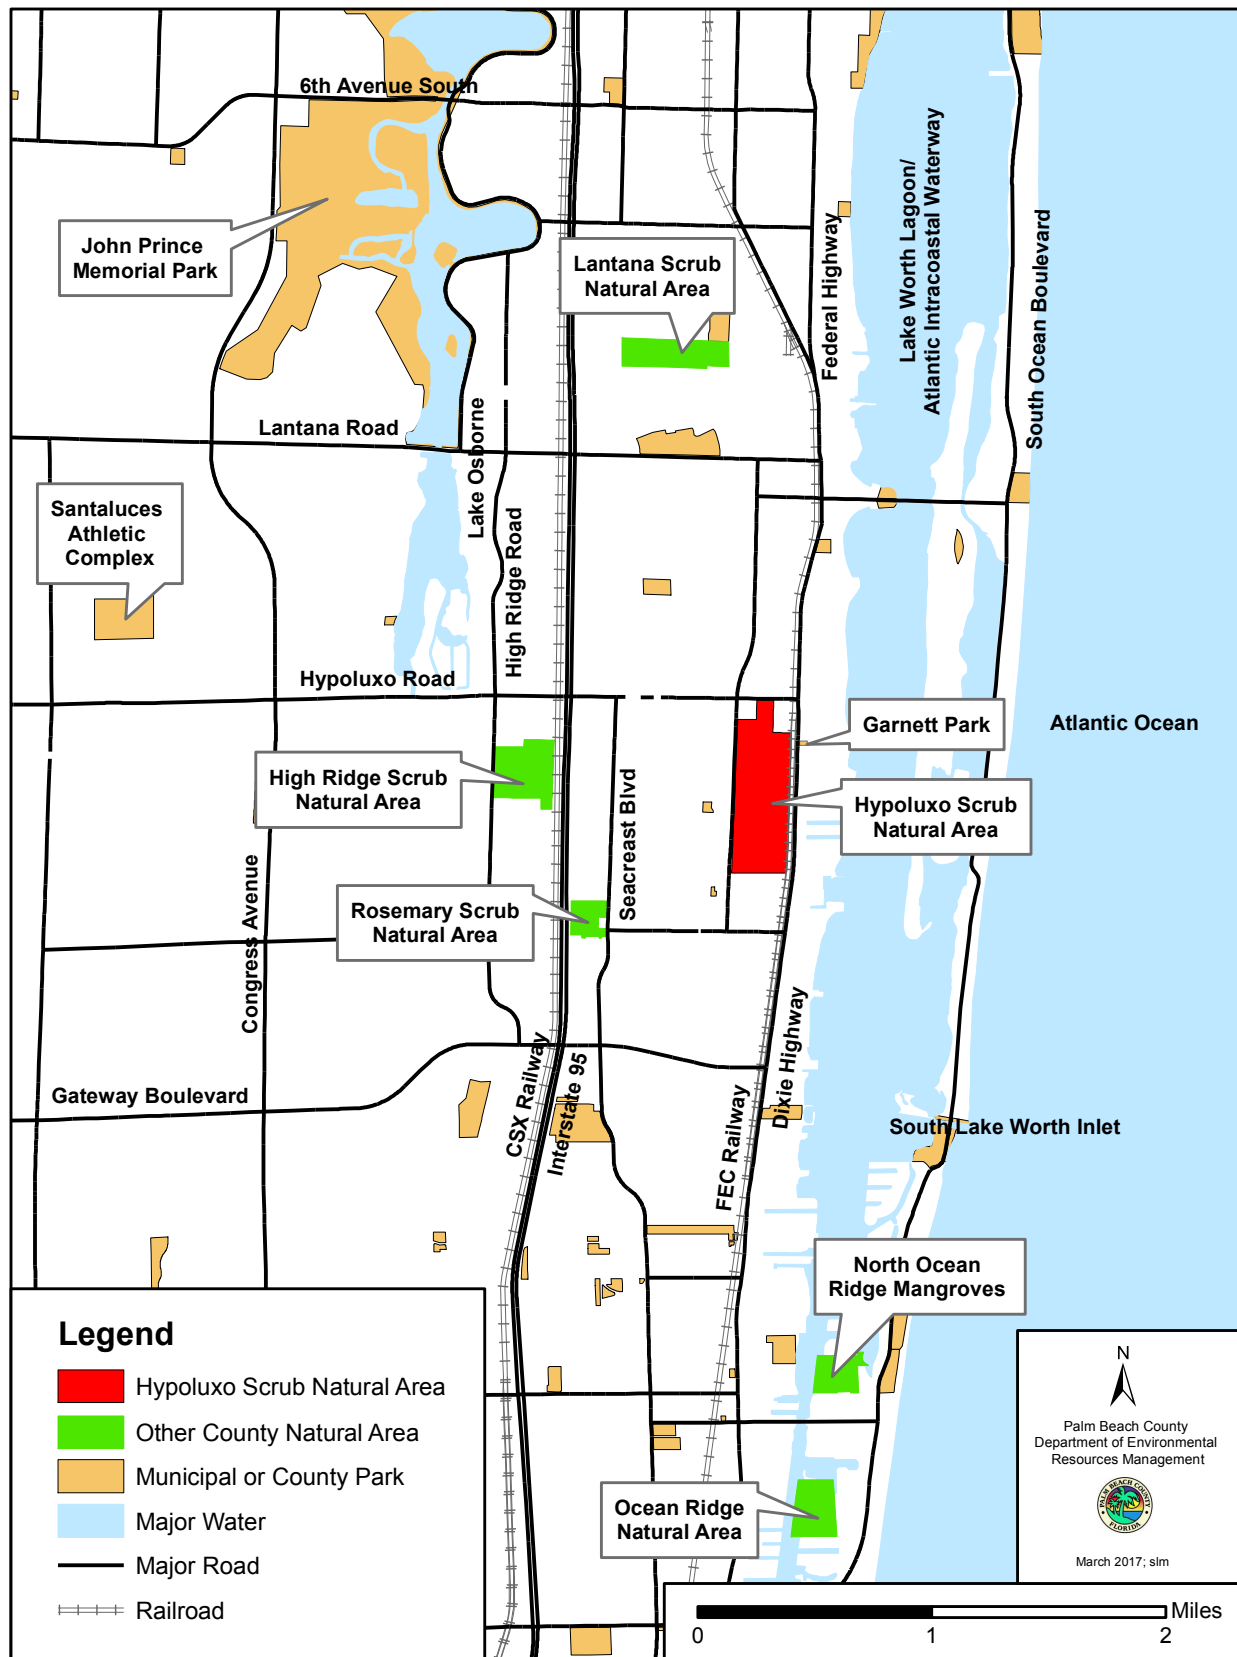 6th Avenue South
John Prince
Memorial Park
Lantana Scrub
Natural Area
Federal Highway
Lake Worth Lagoon/
Atlantic Intracoastal Waterway
South Ocean Boulevard
Lantana Road
Lake Osborne
High Ridge Road
Santaluces
Athletic
Complex
Hypoluxo Road
Garnett Park
Atlantic Ocean
High Ridge Scrub
Natural Area
Hypoluxo Scrub
Natural Area
Seacreast Blvd
Rosemary Scrub
Natural Area
Congress Avenue
Gateway Boulevard
CSX Railway
Interstate 95
FEC Railway
Dixie Highway
South Lake Worth Inlet
North Ocean
Ridge Mangroves
Ocean Ridge
Natural Area
Legend
Hypoluxo Scrub Natural Area
Other County Natural Area
Municipal or County Park
Major Water
Major Road
Railroad
N
Palm Beach County
Department of Environmental
Resources Management
PALM BEACH COUNTY
FLORIDA
March 2017; slm
Miles
0 1 2